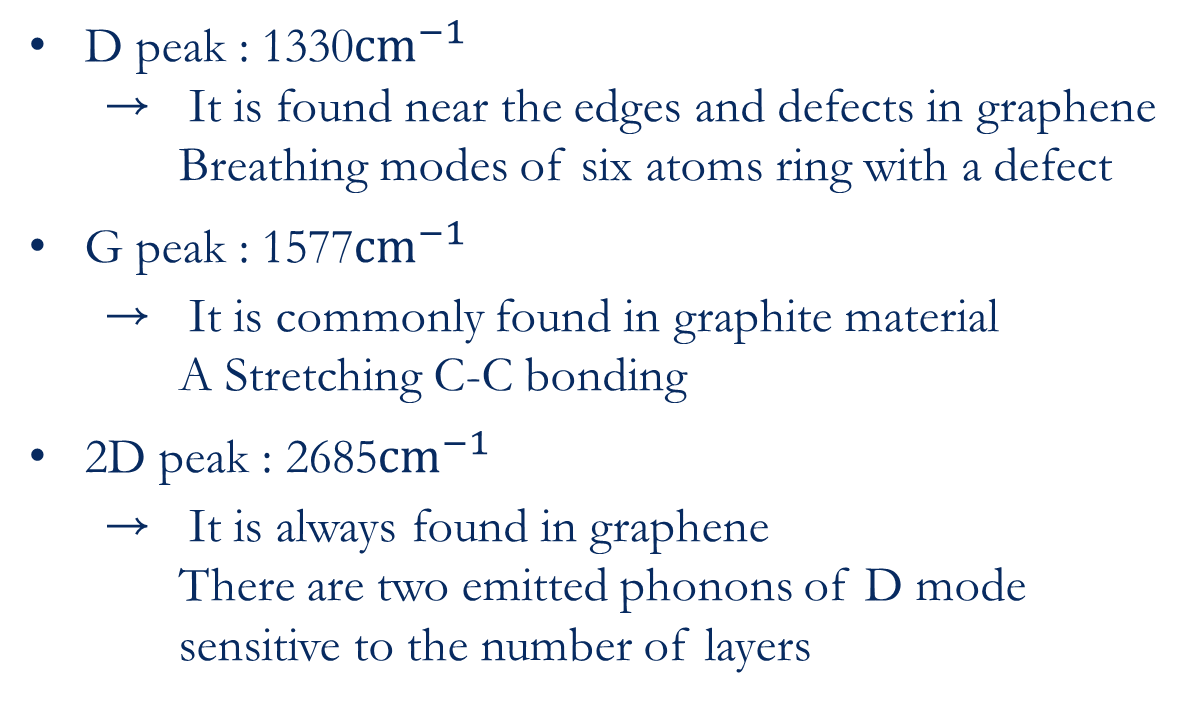 • D peak : 1330cm⁻¹
→ It is found near the edges and defects in graphene
Breathing modes of six atoms ring with a defect
• G peak : 1577cm⁻¹
→ It is commonly found in graphite material
A Stretching C-C bonding
• 2D peak : 2685cm⁻¹
→ It is always found in graphene
There are two emitted phonons of D mode
sensitive to the number of layers